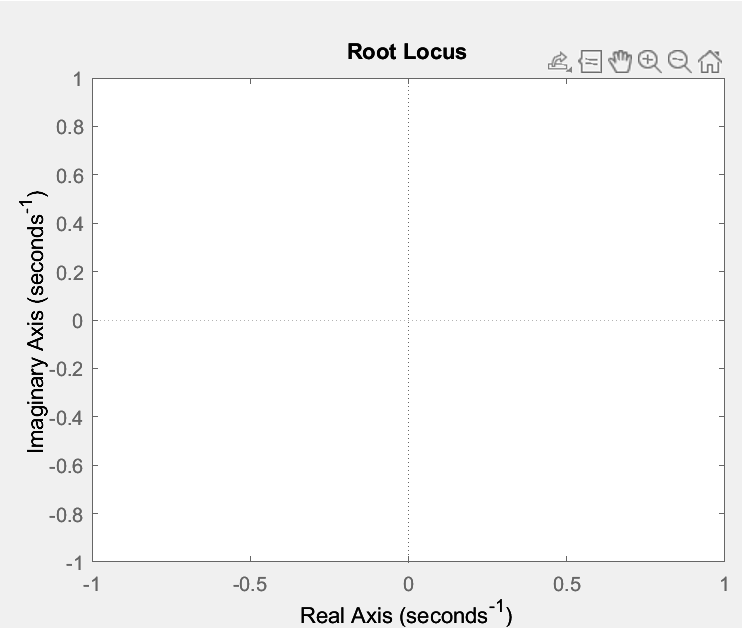 Root Locus
1
0.8
0.6
0.4
0.2
0
-0.2
-0.4
-0.6
-0.8
-1
Imaginary Axis (seconds⁻¹)
-1 -0.5 0 0.5 1
Real Axis (seconds⁻¹)